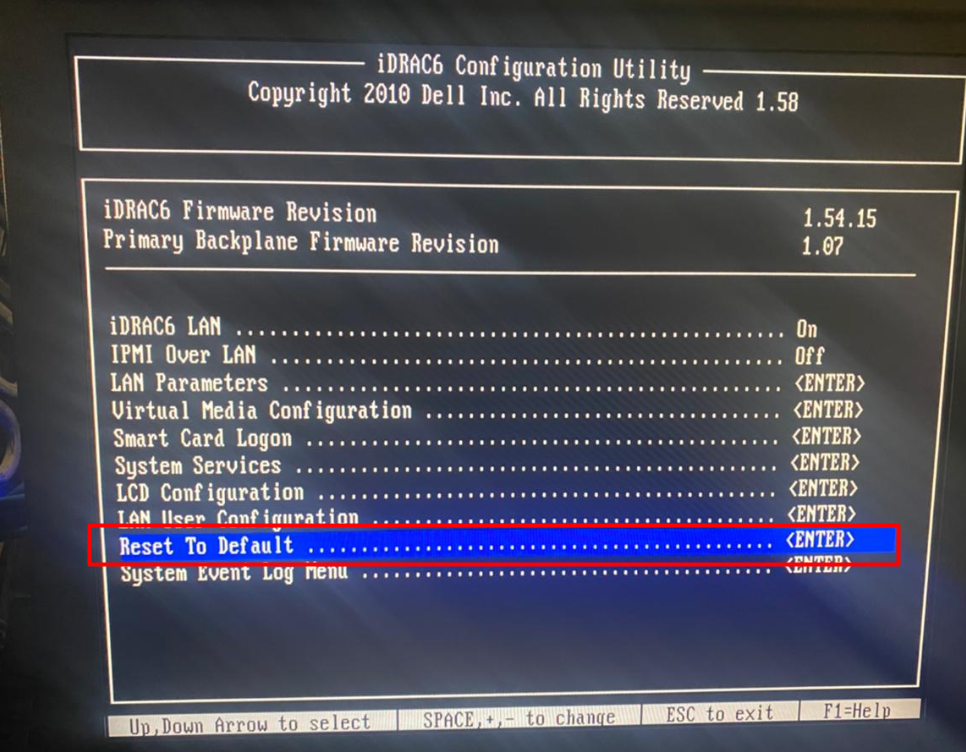 iDRAC6 Configuration Utility
Copyright 2010 Dell Inc. All Rights Reserved 1.58
iDRAC6 Firmware Revision 1.54.15
Primary Backplane Firmware Revision 1.07
iDRAC6 LAN ................................................ On
IPMI Over LAN ............................................. Off
LAN Parameters ............................................ <ENTER>
Virtual Media Configuration ............................... <ENTER>
Smart Card Logon .......................................... <ENTER>
System Services ........................................... <ENTER>
LCD Configuration ......................................... <ENTER>
LAN User Configuration .................................... <ENTER>
Reset To Default .......................................... <ENTER>
System Event Log Menu ..................................... <ENTER>
Up,Down Arrow to select SPACE,+,- to change ESC to exit F1=Help